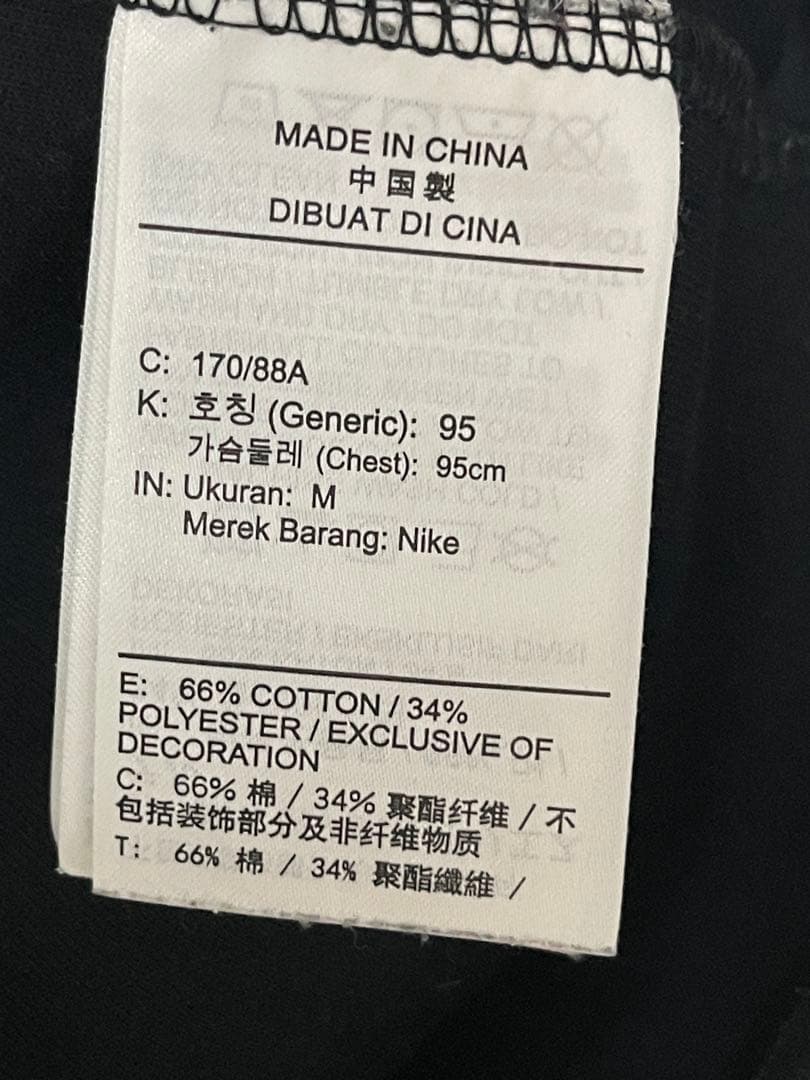 MADE IN CHINA
中国製
DIBUAT DI CINA
C: 170/88A
K: 호칭 (Generic): 95
가슴둘레 (Chest): 95cm
IN: Ukuran: M
Merek Barang: Nike
E: 66% COTTON / 34%
POLYESTER / EXCLUSIVE OF
DECORATION
C: 66% 棉 / 34% 聚酯纤维 / 不
包括装饰部分及非纤维物质
T: 66% 棉 / 34% 聚酯纖維 /